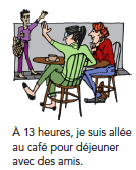 À 13 heures, je suis allée
au café pour déjeuner
avec des amis.